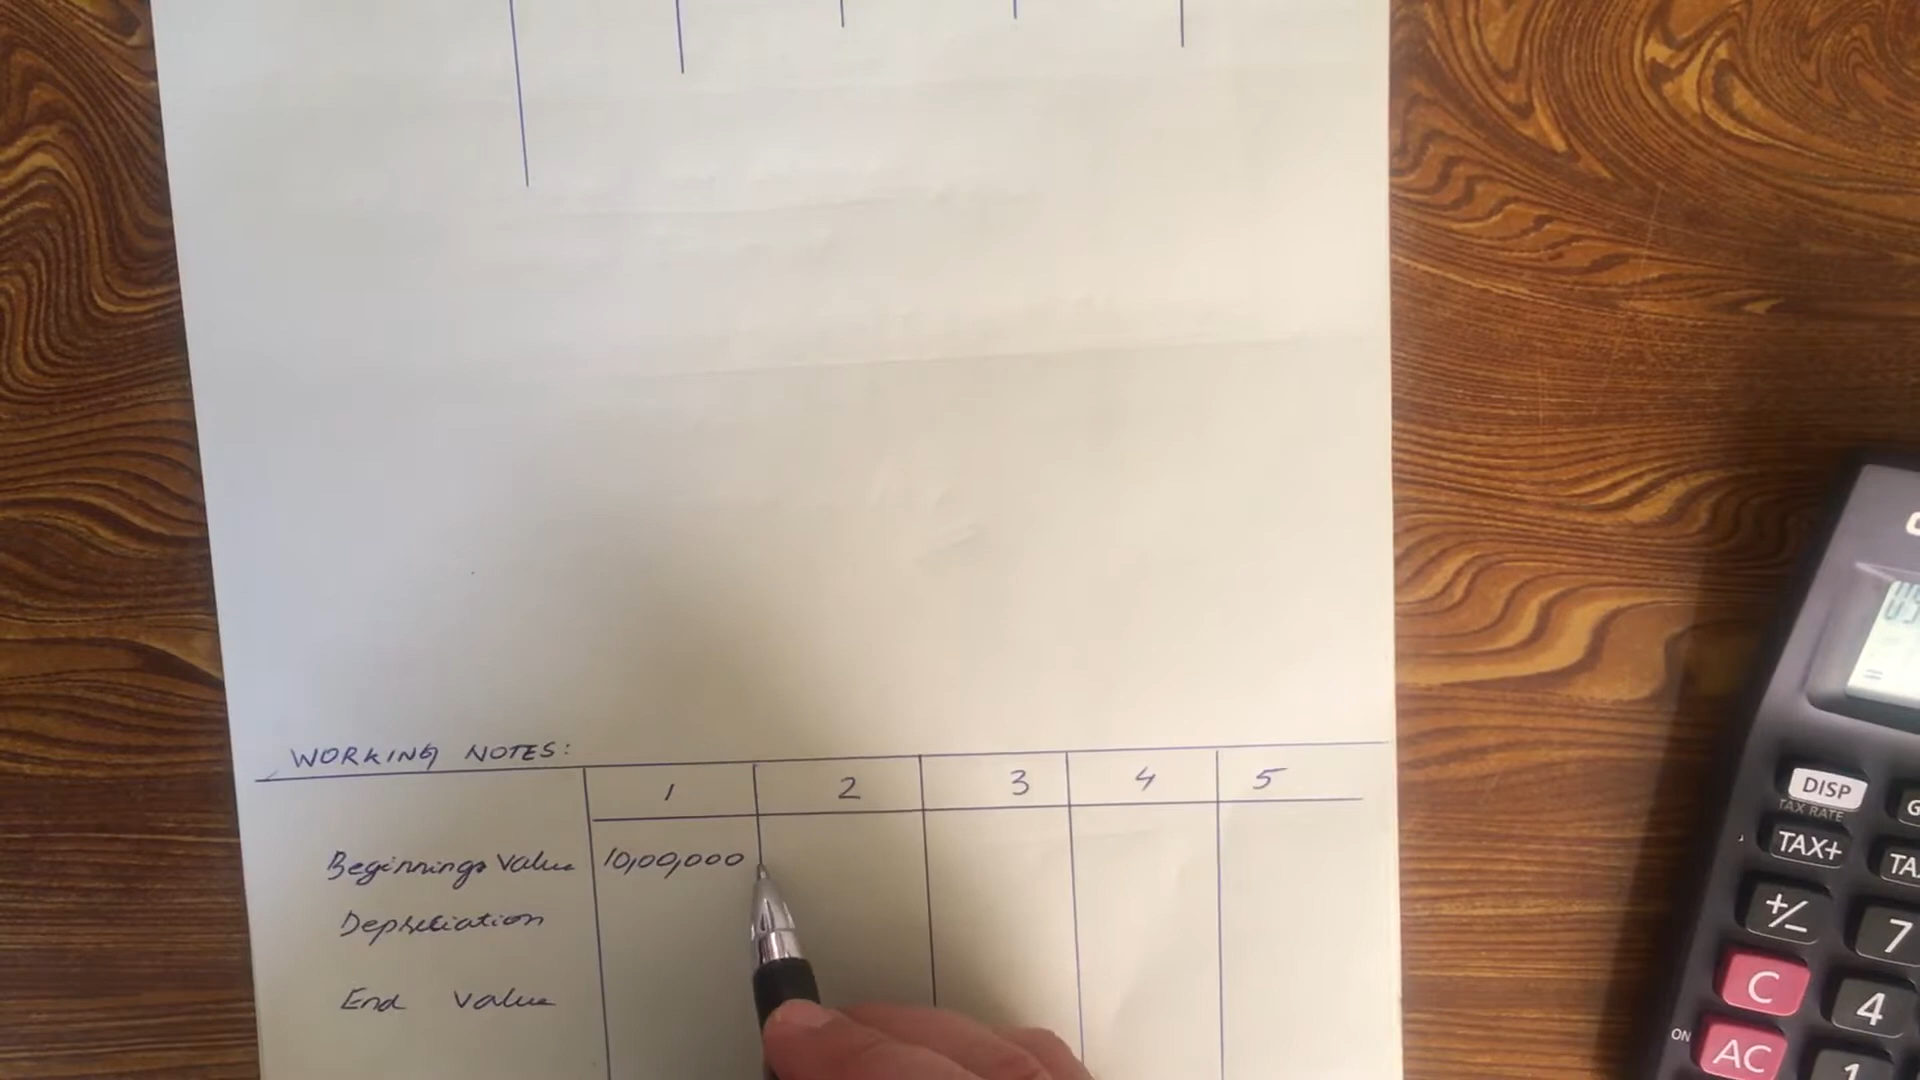 WORKING NOTES:
1 2 3 4 5
Beginnings Value 10,00,000
Depreciation
End Value
DISP
TAX RATE
TAX+
+/-
7
C
4
ON
AC
1